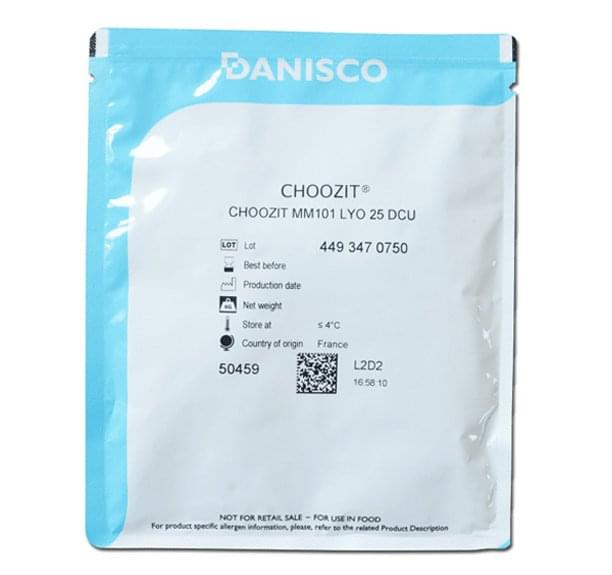 DANISCO
CHOOZIT®
CHOOZIT MM101 LYO 25 DCU
LOT Lot 449 347 0750
Best before
Production date
KG Net weight
Store at ≤ 4°C
Country of origin France
50459 L2D2
16:58:10
NOT FOR RETAIL SALE – FOR USE IN FOOD
For product specific allergen information, please, refer to the related Product Description